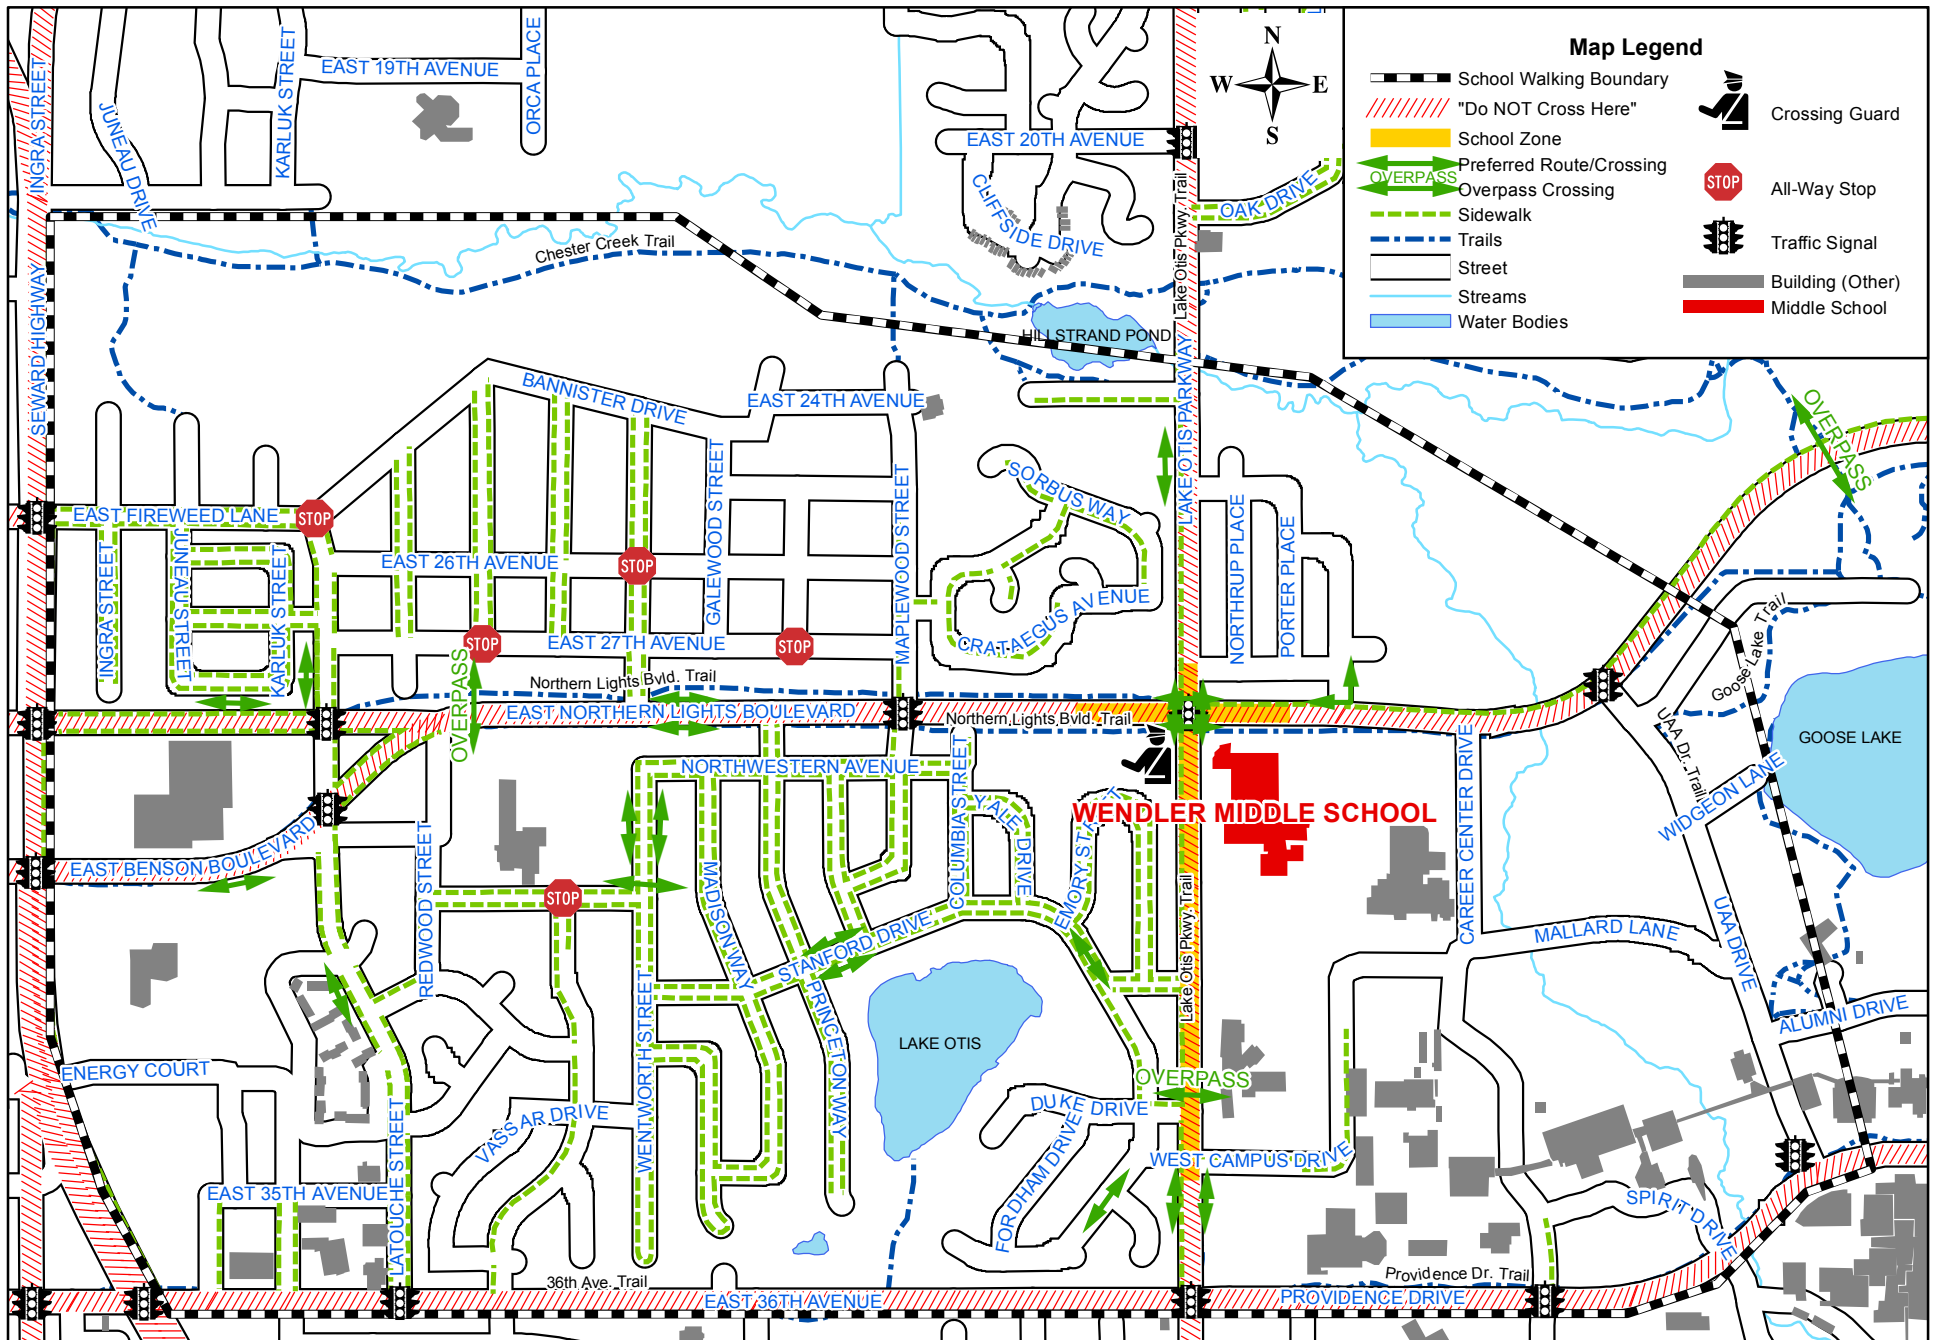 Map Legend
School Walking Boundary
"Do NOT Cross Here"
School Zone
Preferred Route/Crossing
OVERPASS
Overpass Crossing
Sidewalk
Trails
Street
Streams
Water Bodies
Crossing Guard
STOP
All-Way Stop
Traffic Signal
Building (Other)
Middle School
N
W
E
S
INGRA STREET
JUNEAU DRIVE
KARLUK STREET
EAST 19TH AVENUE
ORCA PLACE
EAST 20TH AVENUE
CLIFFSIDE DRIVE
Lake Otis Pkwy. Trail
OAK DRIVE
Chester Creek Trail
HILLSTRAND POND
SEWARD HIGHWAY
BANNISTER DRIVE
EAST 24TH AVENUE
LAKE OTIS PARKWAY
OVERPASS
GALEWOOD STREET
MAPLEWOOD STREET
SORBUS WAY
NORTHRUP PLACE
PORTER PLACE
EAST FIREWEED LANE
STOP
INGRA STREET
JUNEAU STREET
KARLUK STREET
EAST 26TH AVENUE
STOP
CRATAEGUS AVENUE
EAST 27TH AVENUE
STOP
STOP
OVERPASS
Northern Lights Bvld. Trail
EAST NORTHERN LIGHTS BOULEVARD
Northern Lights Bvld. Trail
Goose Lake Trail
GOOSE LAKE
UAA Dr. Trail
WIDGEON LANE
NORTHWESTERN AVENUE
COLUMBIA STREET
YALE DRIVE
EMORY STREET
WENDLER MIDDLE SCHOOL
CAREER CENTER DRIVE
EAST BENSON BOULEVARD
REDWOOD STREET
STOP
MADISON WAY
STANFORD DRIVE
PRINCETON WAY
WENTWORTH STREET
LAKE OTIS
Lake Otis Pkwy. Trail
MALLARD LANE
UAA DRIVE
ALUMNI DRIVE
ENERGY COURT
VASSAR DRIVE
LATOUCHE STREET
EAST 35TH AVENUE
OVERPASS
DUKE DRIVE
FORDHAM DRIVE
WEST CAMPUS DRIVE
SPIRIT DRIVE
36th Ave. Trail
EAST 36TH AVENUE
Providence Dr. Trail
PROVIDENCE DRIVE